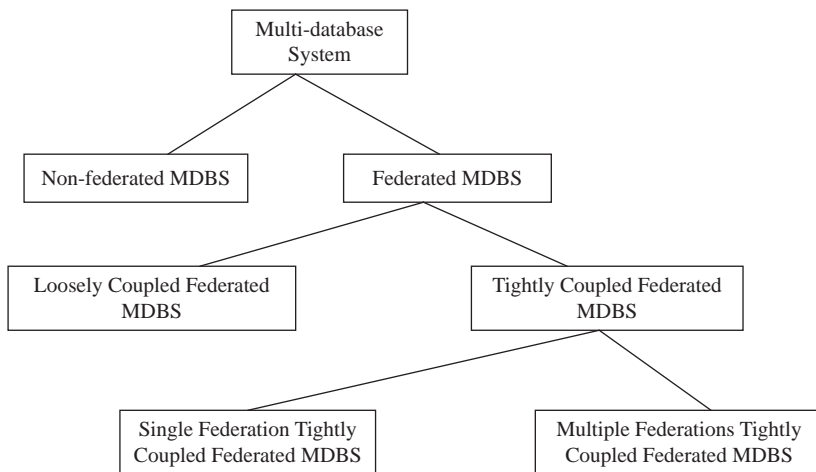 Multi-database
System
Non-federated MDBS
Federated MDBS
Loosely Coupled Federated
MDBS
Tightly Coupled Federated
MDBS
Single Federation Tightly
Coupled Federated MDBS
Multiple Federations Tightly
Coupled Federated MDBS